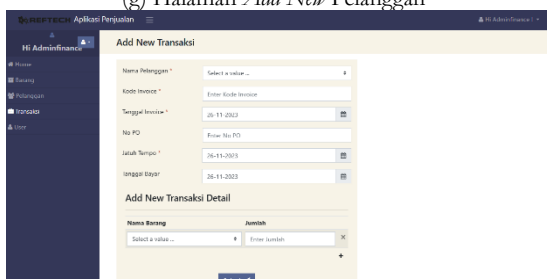 (g) Halaman Add New Pelanggan
REFTECH Aplikasi Penjualan
Hi Adminfinance !
Hi Adminfinance
Add New Transaksi
Home
Barang
Pelanggan
Transaksi
User
Nama Pelanggan *
Select a value ...
Kode Invoice *
Enter Kode Invoice
Tanggal Invoice *
26-11-2023
No PO
Enter No PO
Jatuh Tempo *
26-11-2023
Tanggal Bayar
26-11-2023
Add New Transaksi Detail
Nama Barang Jumlah
Select a value ... Enter Jumlah ×
+